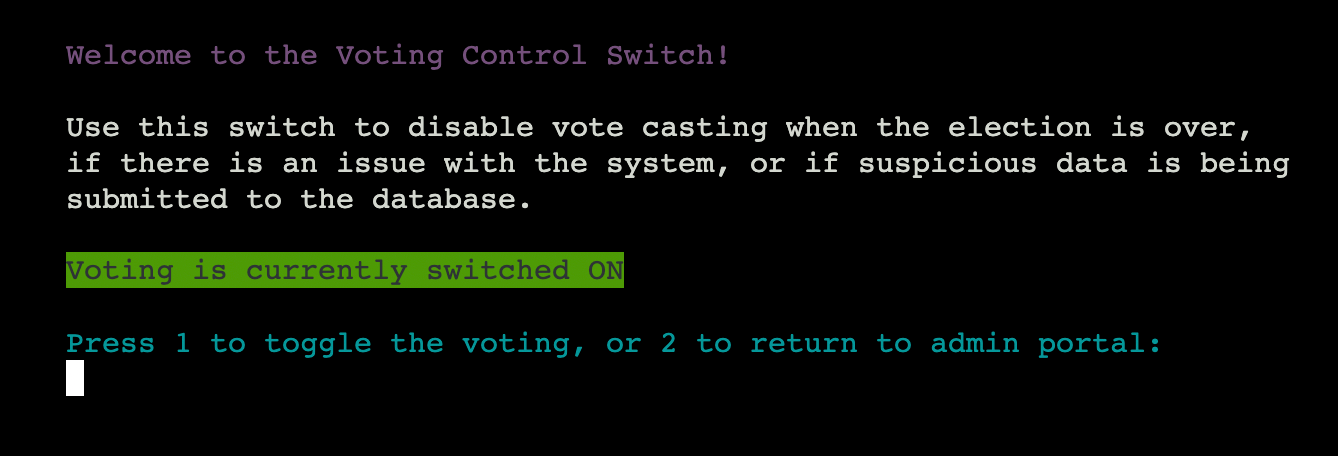 Welcome to the Voting Control Switch!
Use this switch to disable vote casting when the election is over,
if there is an issue with the system, or if suspicious data is being
submitted to the database.
Voting is currently switched ON
Press 1 to toggle the voting, or 2 to return to admin portal: